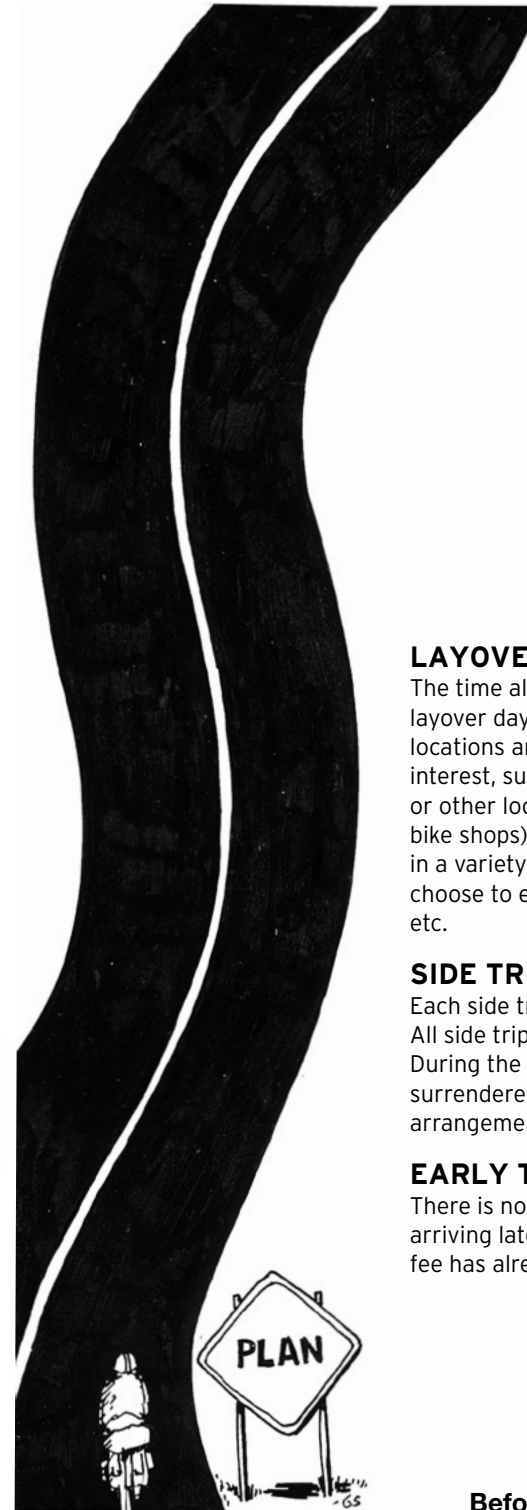 LAYOVE
The time al
layover day
locations ar
interest, su
or other loc
bike shops)
in a variety
choose to e
etc.
SIDE TR
Each side tr
All side trip
During the
surrendere
arrangeme
EARLY T
There is no
arriving late
fee has alre
PLAN
GS
Befo